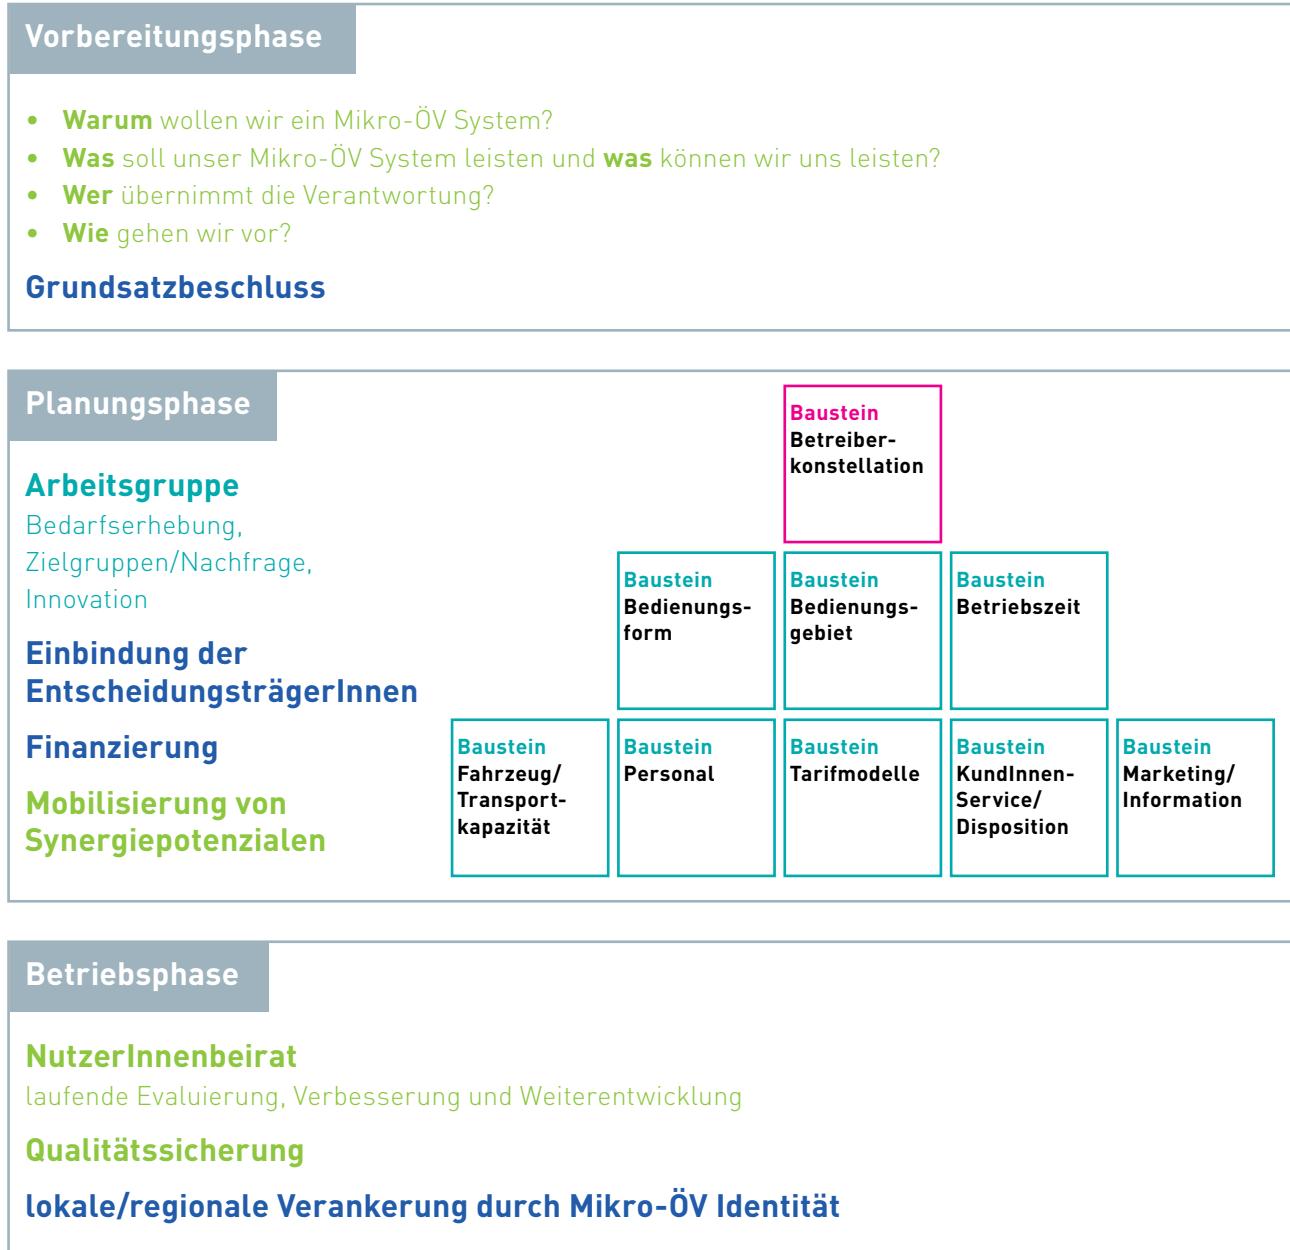 Vorbereitungsphase
• Warum wollen wir ein Mikro-ÖV System?
• Was soll unser Mikro-ÖV System leisten und was können wir uns leisten?
• Wer übernimmt die Verantwortung?
• Wie gehen wir vor?
Grundsatzbeschluss
Planungsphase
Arbeitsgruppe
Bedarfserhebung,
Zielgruppen/Nachfrage,
Innovation
Einbindung der
EntscheidungsträgerInnen
Finanzierung
Mobilisierung von
Synergiepotenzialen
Baustein
Betreiber-
konstellation
Baustein
Bedienungs-
form
Baustein
Bedienungs-
gebiet
Baustein
Betriebszeit
Baustein
Fahrzeug/
Transport-
kapazität
Baustein
Personal
Baustein
Tarifmodelle
Baustein
KundInnen-
Service/
Disposition
Baustein
Marketing/
Information
Betriebsphase
NutzerInnenbeirat
laufende Evaluierung, Verbesserung und Weiterentwicklung
Qualitätssicherung
lokale/regionale Verankerung durch Mikro-ÖV Identität